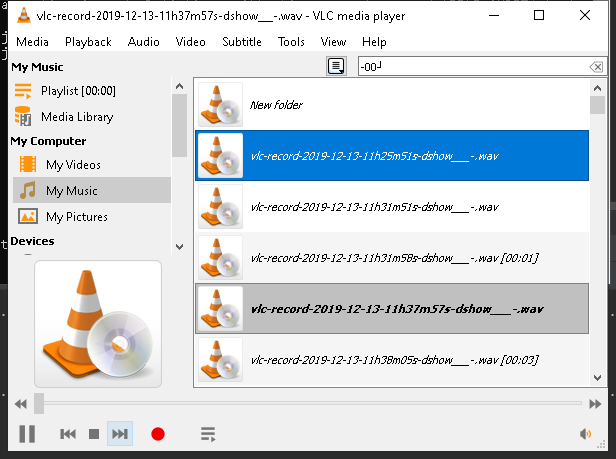 vlc-record-2019-12-13-11h37m57s-dshow___-.wav - VLC media player
Media Playback Audio Video Subtitle Tools View Help
My Music
-00┘
Playlist [00:00]
Media Library
My Computer
My Videos
My Music
My Pictures
Devices
New folder
vlc-record-2019-12-13-11h25m51s-dshow___-.wav
vlc-record-2019-12-13-11h31m51s-dshow___-.wav
vlc-record-2019-12-13-11h31m58s-dshow___-.wav [00:01]
vlc-record-2019-12-13-11h37m57s-dshow___-.wav
vlc-record-2019-12-13-11h38m05s-dshow___-.wav [00:03]